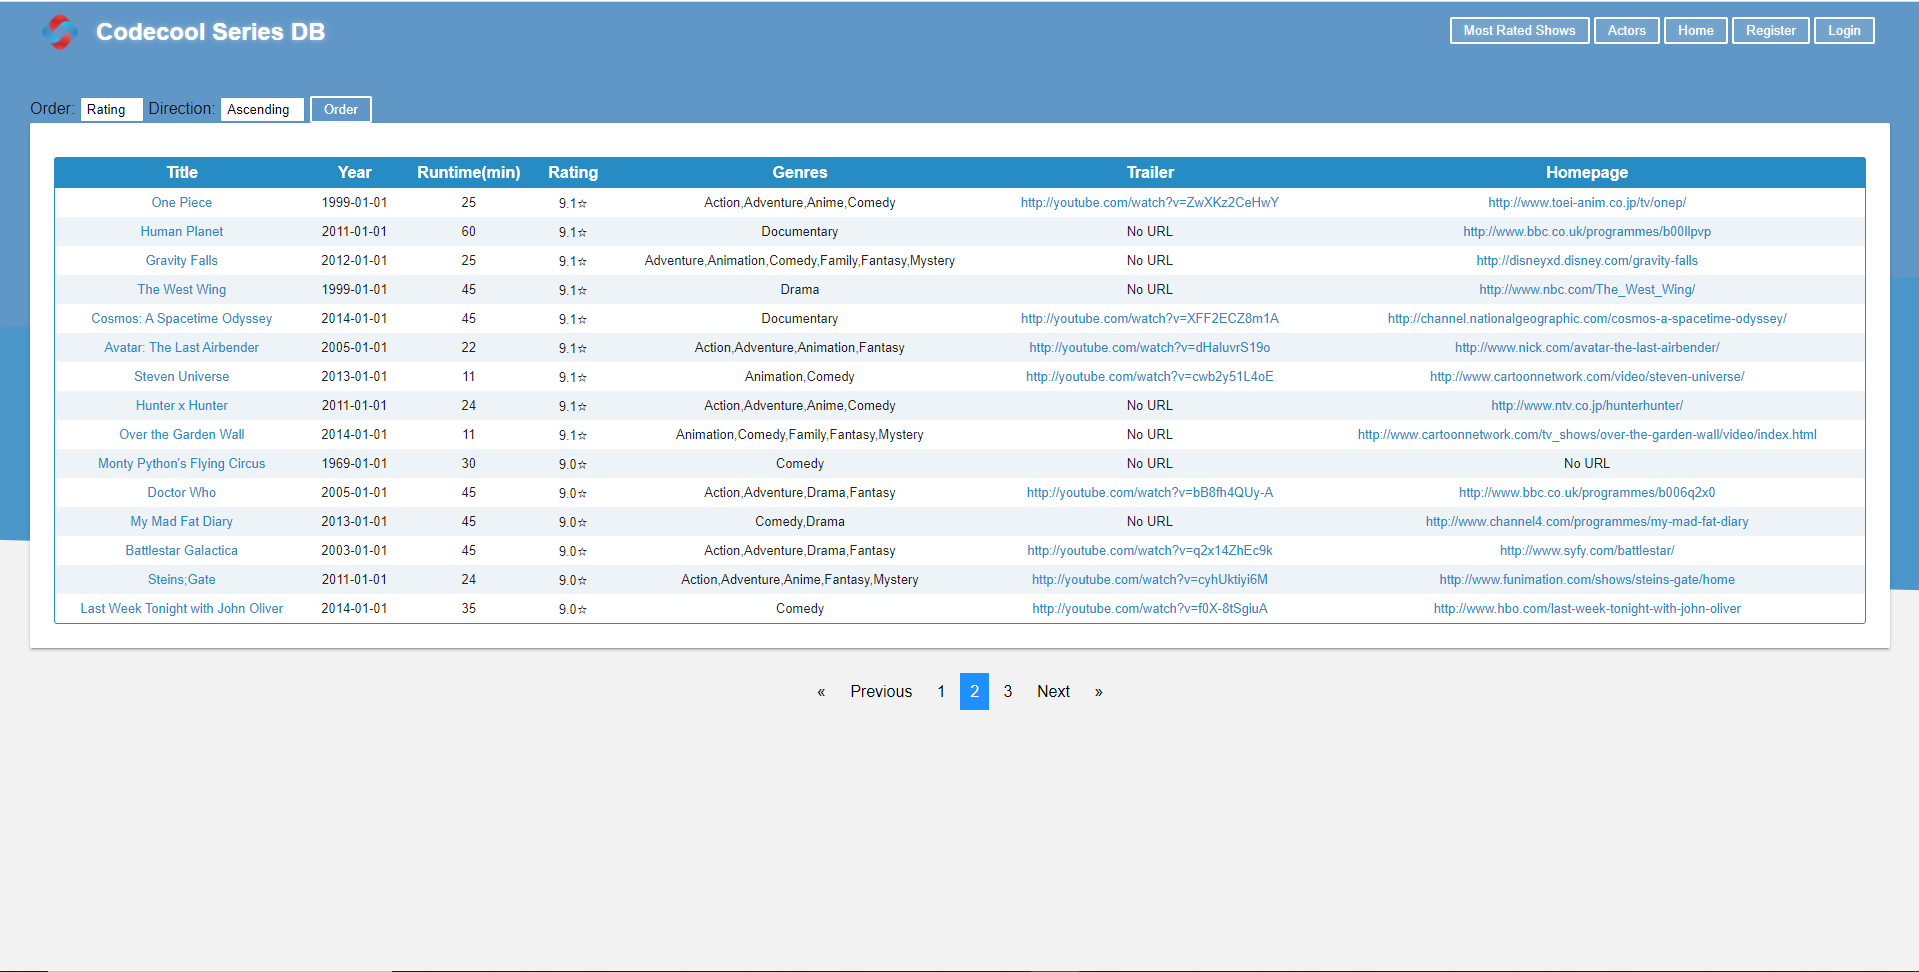 Codecool Series DB Most Rated Shows Actors Home Register Login
Order: Rating Direction: Ascending Order
Title Year Runtime(min) Rating Genres Trailer Homepage
One Piece 1999-01-01 25 9.1☆ Action,Adventure,Anime,Comedy http://youtube.com/watch?v=ZwXKz2CeHwY http://www.toei-anim.co.jp/tv/onep/
Human Planet 2011-01-01 60 9.1☆ Documentary No URL http://www.bbc.co.uk/programmes/b00llpvp
Gravity Falls 2012-01-01 25 9.1☆ Adventure,Animation,Comedy,Family,Fantasy,Mystery No URL http://disneyxd.disney.com/gravity-falls
The West Wing 1999-01-01 45 9.1☆ Drama No URL http://www.nbc.com/The_West_Wing/
Cosmos: A Spacetime Odyssey 2014-01-01 45 9.1☆ Documentary http://youtube.com/watch?v=XFF2ECZ8m1A http://channel.nationalgeographic.com/cosmos-a-spacetime-odyssey/
Avatar: The Last Airbender 2005-01-01 22 9.1☆ Action,Adventure,Animation,Fantasy http://youtube.com/watch?v=dHaluvrS19o http://www.nick.com/avatar-the-last-airbender/
Steven Universe 2013-01-01 11 9.1☆ Animation,Comedy http://youtube.com/watch?v=cwb2y51L4oE http://www.cartoonnetwork.com/video/steven-universe/
Hunter x Hunter 2011-01-01 24 9.1☆ Action,Adventure,Anime,Comedy No URL http://www.ntv.co.jp/hunterhunter/
Over the Garden Wall 2014-01-01 11 9.1☆ Animation,Comedy,Family,Fantasy,Mystery No URL http://www.cartoonnetwork.com/tv_shows/over-the-garden-wall/video/index.html
Monty Python's Flying Circus 1969-01-01 30 9.0☆ Comedy No URL No URL
Doctor Who 2005-01-01 45 9.0☆ Action,Adventure,Drama,Fantasy http://youtube.com/watch?v=bB8fh4QUy-A http://www.bbc.co.uk/programmes/b006q2x0
My Mad Fat Diary 2013-01-01 45 9.0☆ Comedy,Drama No URL http://www.channel4.com/programmes/my-mad-fat-diary
Battlestar Galactica 2003-01-01 45 9.0☆ Action,Adventure,Drama,Fantasy http://youtube.com/watch?v=q2x14ZhEc9k http://www.syfy.com/battlestar/
Steins;Gate 2011-01-01 24 9.0☆ Action,Adventure,Anime,Fantasy,Mystery http://youtube.com/watch?v=cyhUktiyi6M http://www.funimation.com/shows/steins-gate/home
Last Week Tonight with John Oliver 2014-01-01 35 9.0☆ Comedy http://youtube.com/watch?v=f0X-8tSgiuA http://www.hbo.com/last-week-tonight-with-john-oliver
« Previous 1 2 3 Next »